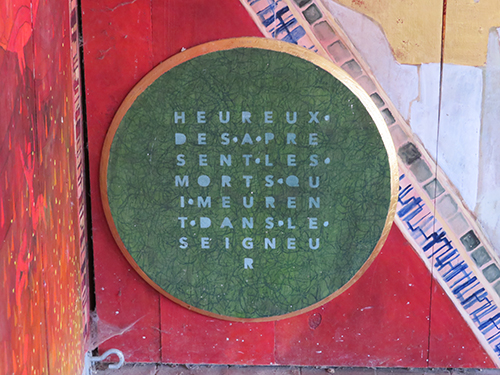 HEUREUX•
DES•A•PRE
SENT•LES•
MORTS•QU
I•MEUREN
T•DANS•LE•
SEIGNEU
R